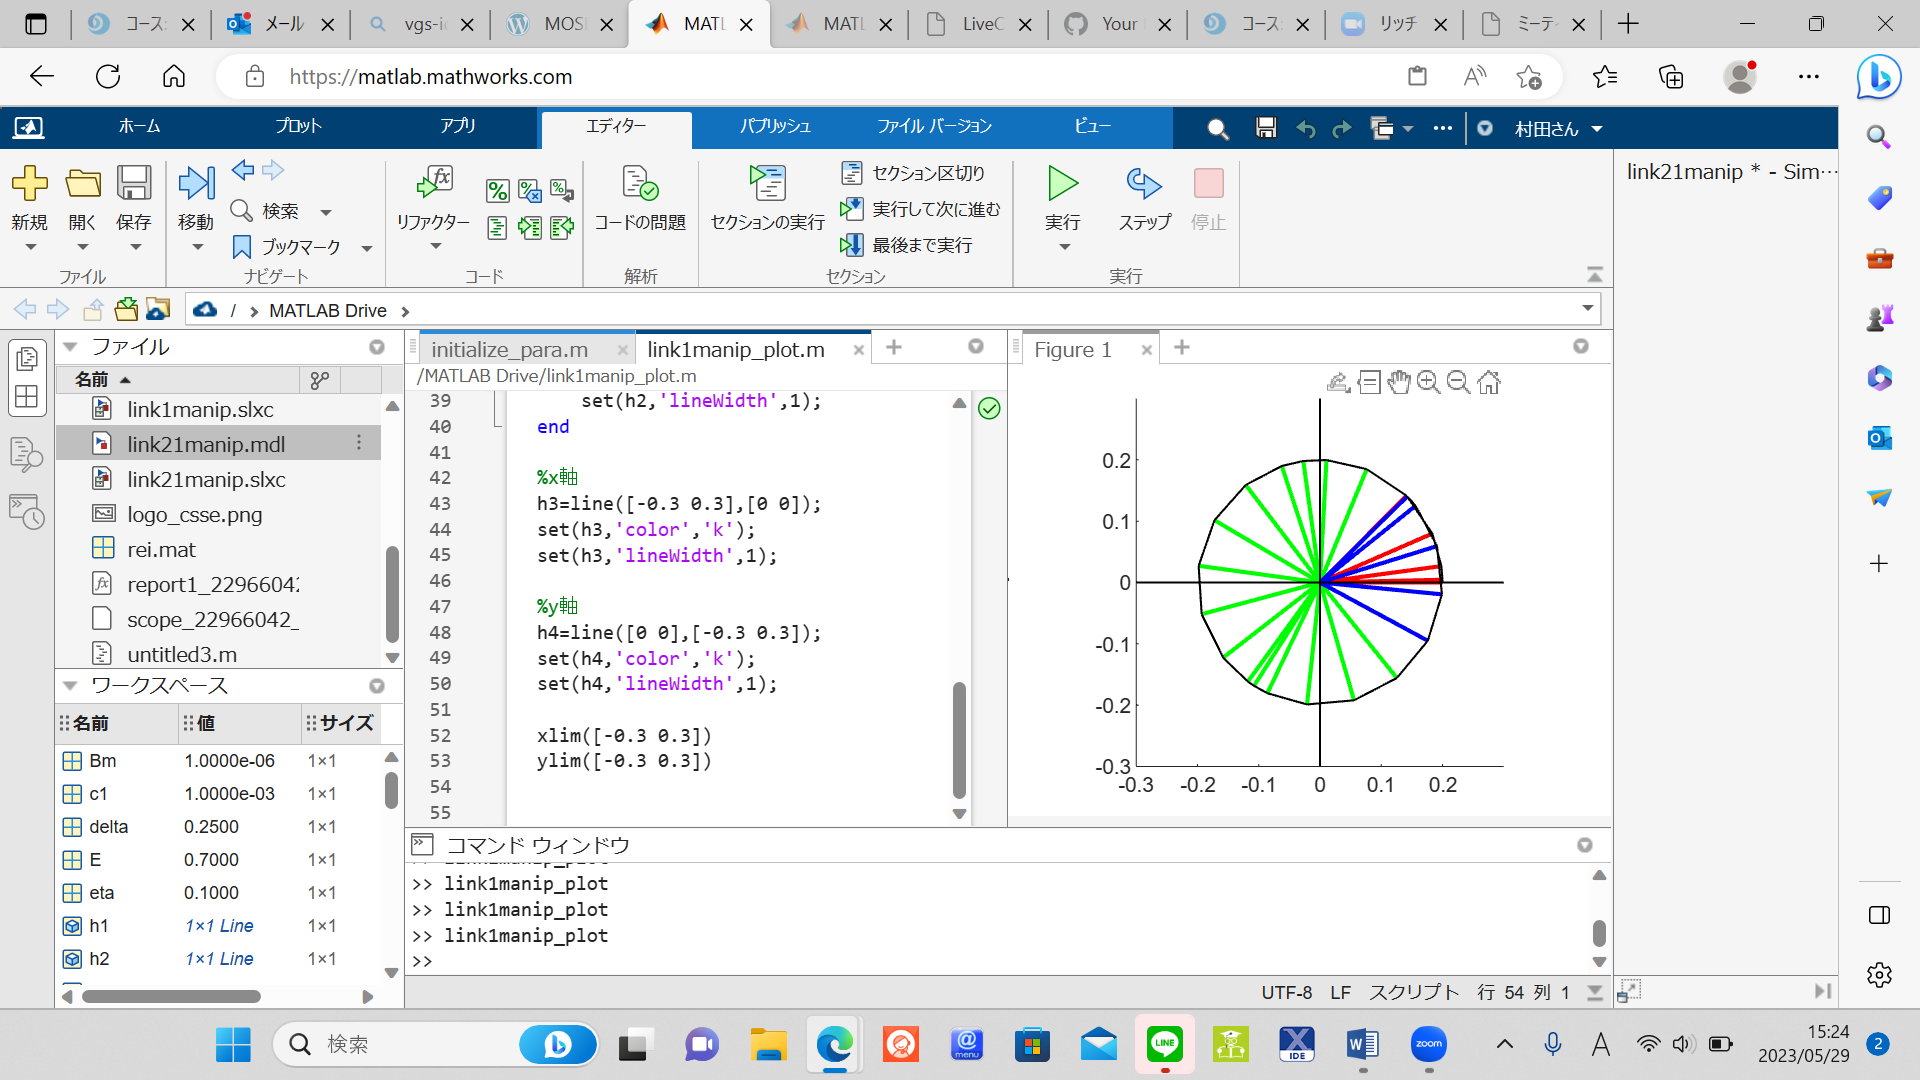 コース
メール
vgs-ic
MOS
MATL
MATL
LiveC
Your
コース
リッチ
ミーティ
https://matlab.mathworks.com
ホーム
プロット
アプリ
エディター
パブリッシュ
ファイル バージョン
ビュー
村田さん
新規
開く
保存
ファイル
移動
検索
ブックマーク
ナビゲート
リファクター
コード
コードの問題
解析
セクションの実行
セクション区切り
実行して次に進む
最後まで実行
セクション
実行
ステップ
停止
実行
link21manip * - Sim…
/ > MATLAB Drive >
ファイル
名前
link1manip.slxc
link21manip.mdl
link21manip.slxc
logo_csse.png
rei.mat
report1_22966042
scope_22966042_
untitled3.m
ワークスペース
名前 値 サイズ
Bm 1.0000e-06 1×1
c1 1.0000e-03 1×1
delta 0.2500 1×1
E 0.7000 1×1
eta 0.1000 1×1
h1 1×1 Line 1×1
h2 1×1 Line 1×1
initialize_para.m
link1manip_plot.m
/MATLAB Drive/link1manip_plot.m
39 set(h2,'lineWidth',1);
40 end
41
42 %x軸
43 h3=line([-0.3 0.3],[0 0]);
44 set(h3,'color','k');
45 set(h3,'lineWidth',1);
46
47 %y軸
48 h4=line([0 0],[-0.3 0.3]);
49 set(h4,'color','k');
50 set(h4,'lineWidth',1);
51
52 xlim([-0.3 0.3])
53 ylim([-0.3 0.3])
54
55
Figure 1
0.2
0.1
0
-0.1
-0.2
-0.3
-0.3 -0.2 -0.1 0 0.1 0.2
コマンド ウィンドウ
>> link1manip_plot
>> link1manip_plot
>> link1manip_plot
>>
UTF-8 LF スクリプト 行 54 列 1
検索
@
menu
LINE
IDE
zoom
A
15:24
2023/05/29
2